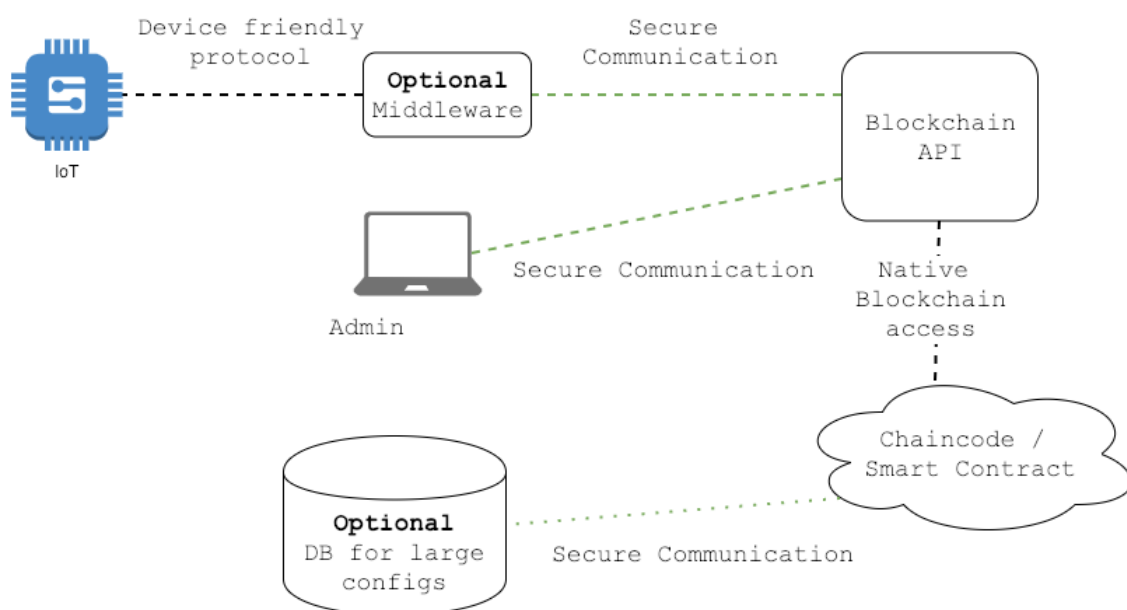 Device friendly
protocol
Secure
Communication
Optional
Middleware
Blockchain
API
IoT
Secure Communication
Admin
Native
Blockchain
access
Chaincode /
Smart Contract
Optional
DB for large
configs
Secure Communication